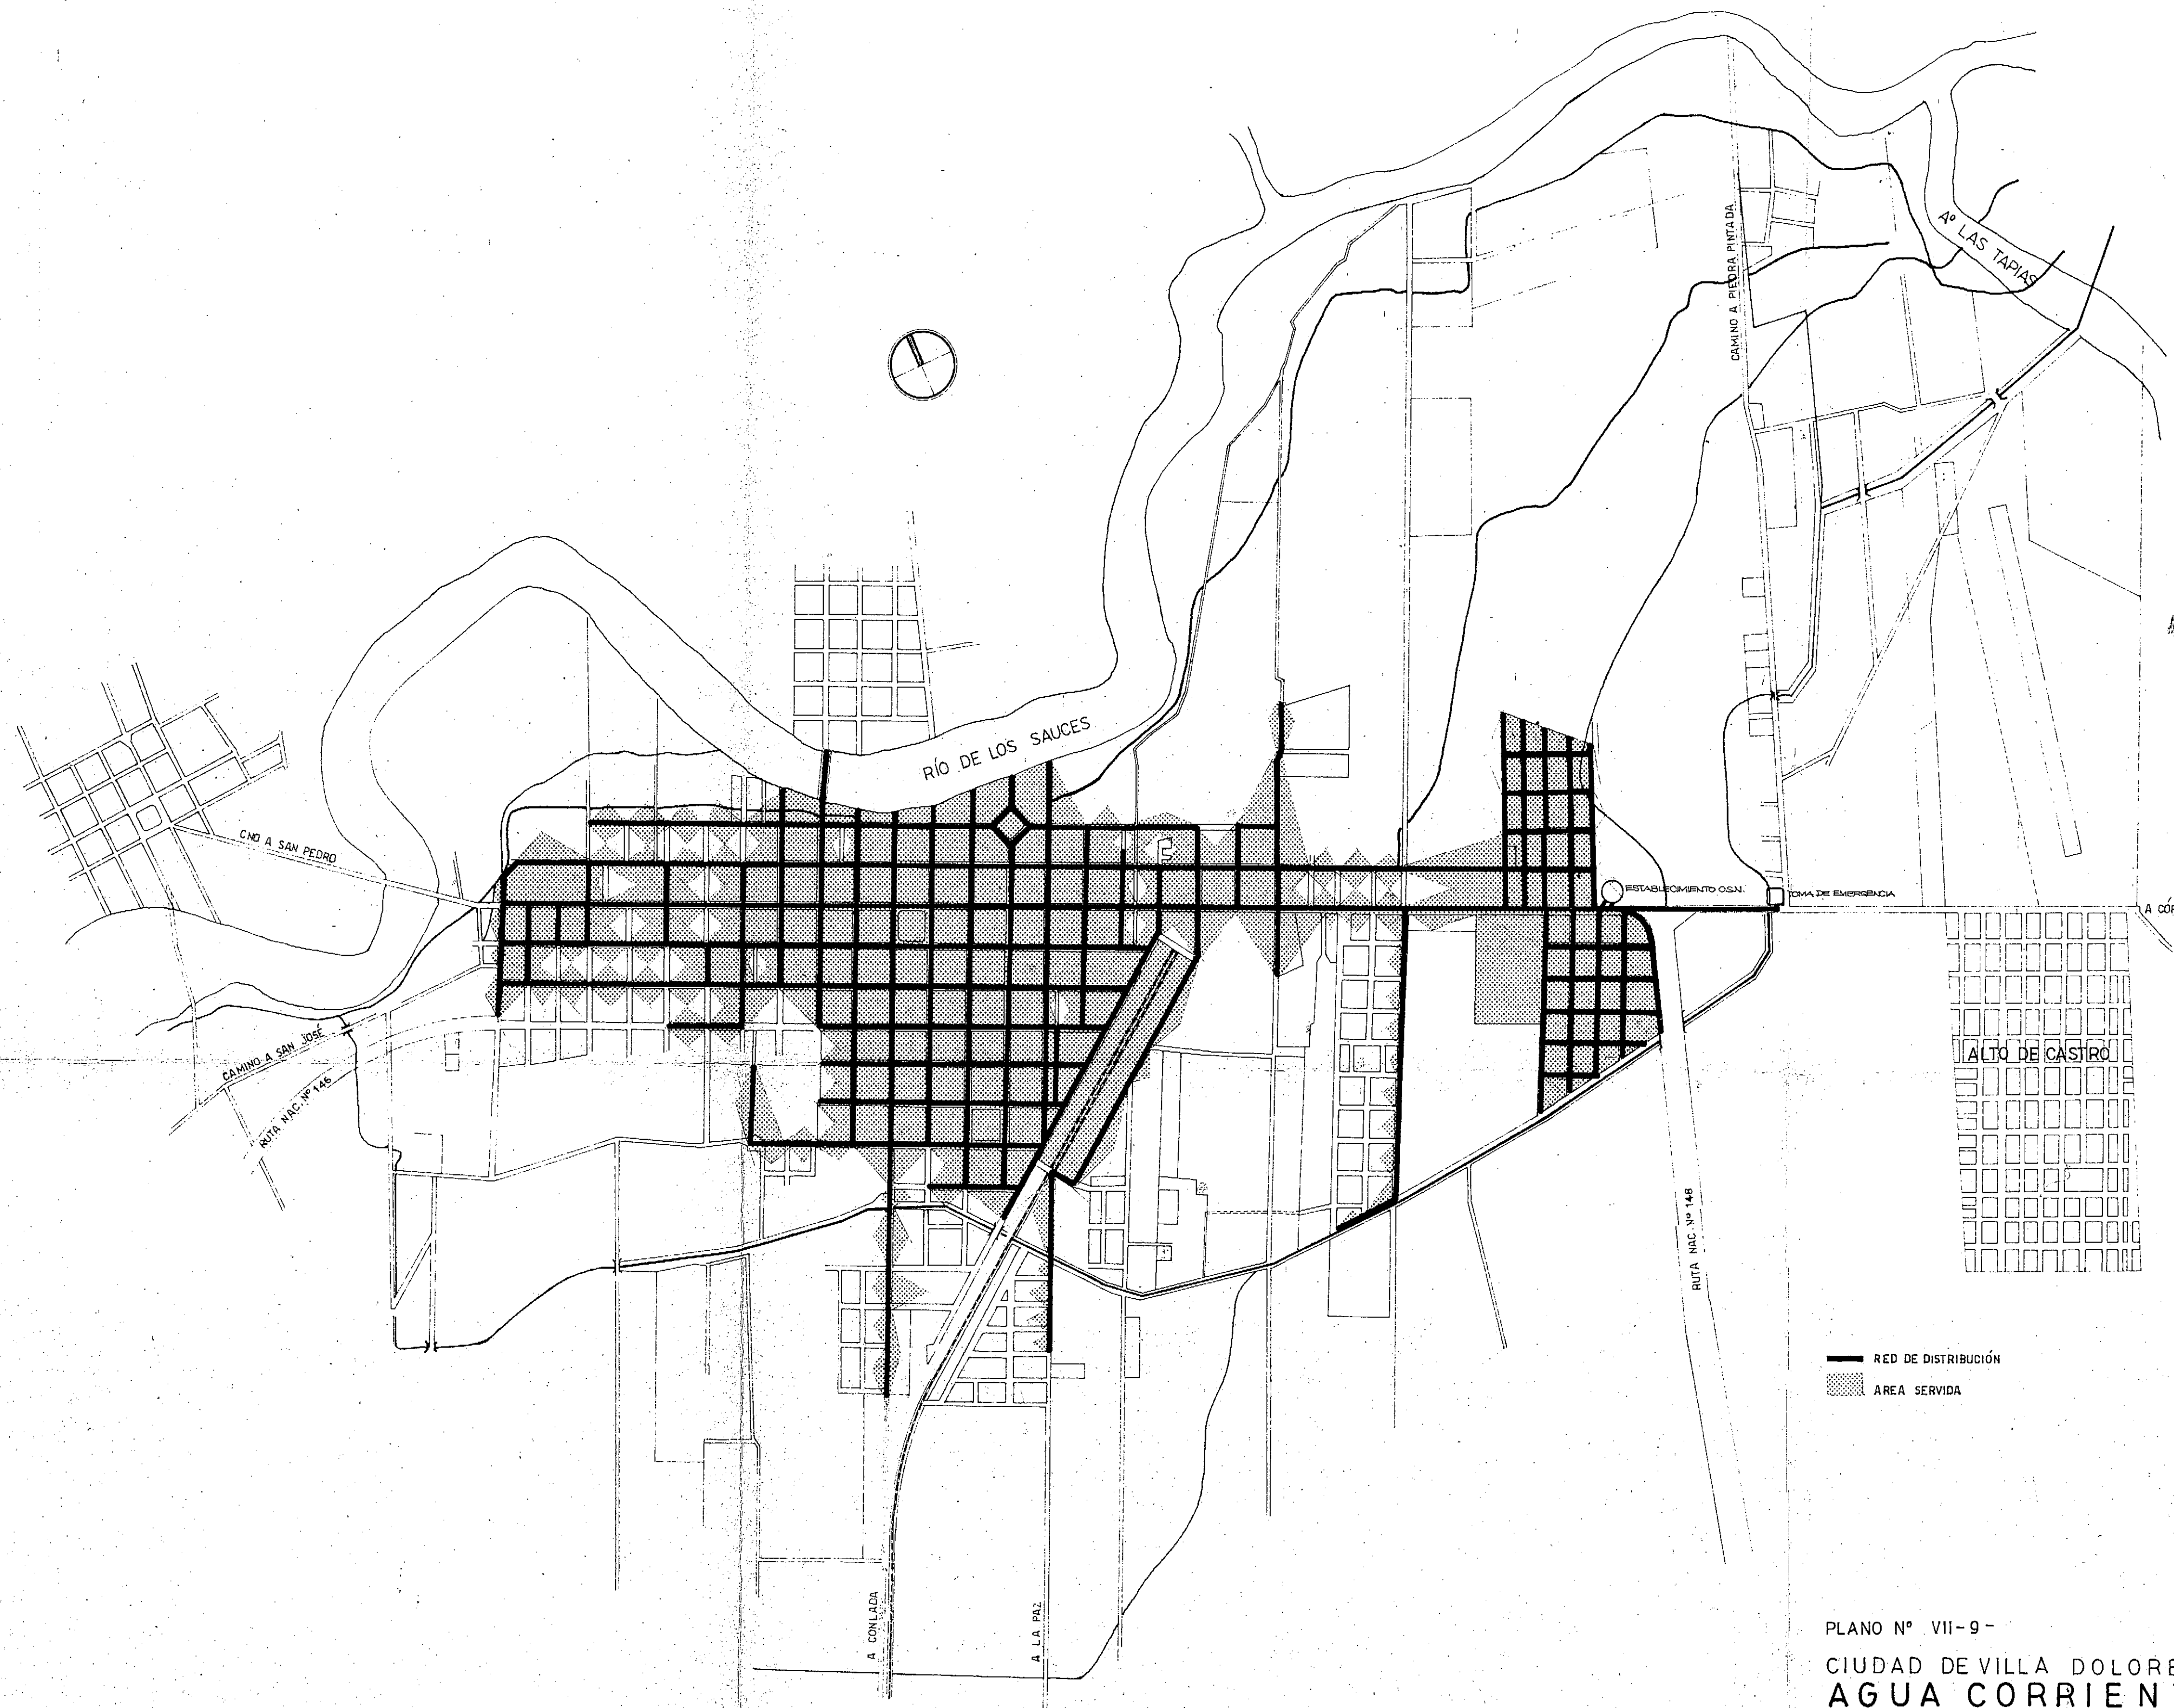 Aº LAS TAPIAS
CAMINO A PIEDRA PINTADA
RÍO DE LOS SAUCES
CNO A SAN PEDRO
ESTABLECIMIENTO O.S.N.
TOMA DE EMERGENCIA
A CÓR
CAMINO A SAN JOSÉ
RUTA NAC. Nº 146
ALTO DE CASTRO
RUTA NAC. Nº 148
RED DE DISTRIBUCIÓN
AREA SERVIDA
A CONLADA
A LA PAZ
PLANO Nº VII-9-
CIUDAD DE VILLA DOLORE
AGUA CORRIEN